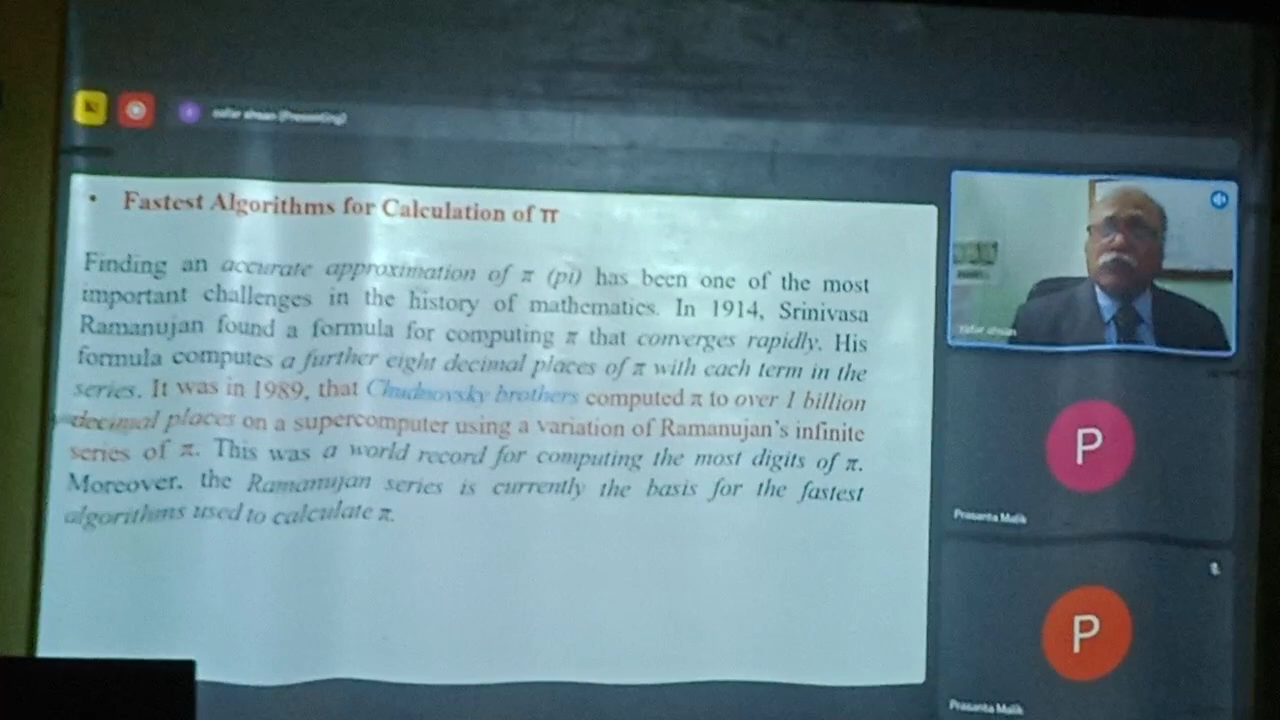 zafar ahsan (Presenting)
• Fastest Algorithms for Calculation of π
Finding an accurate approximation of π (pi) has been one of the most
important challenges in the history of mathematics. In 1914, Srinivasa
Ramanujan found a formula for computing π that converges rapidly. His
formula computes a further eight decimal places of π with each term in the
series. It was in 1989, that Chudnovsky brothers computed π to over 1 billion
decimal places on a supercomputer using a variation of Ramanujan's infinite
series of π. This was a world record for computing the most digits of π.
Moreover, the Ramanujan series is currently the basis for the fastest
algorithms used to calculate π.
zafar ahsan
P
Prasanta Malik
P
Prasanta Malik